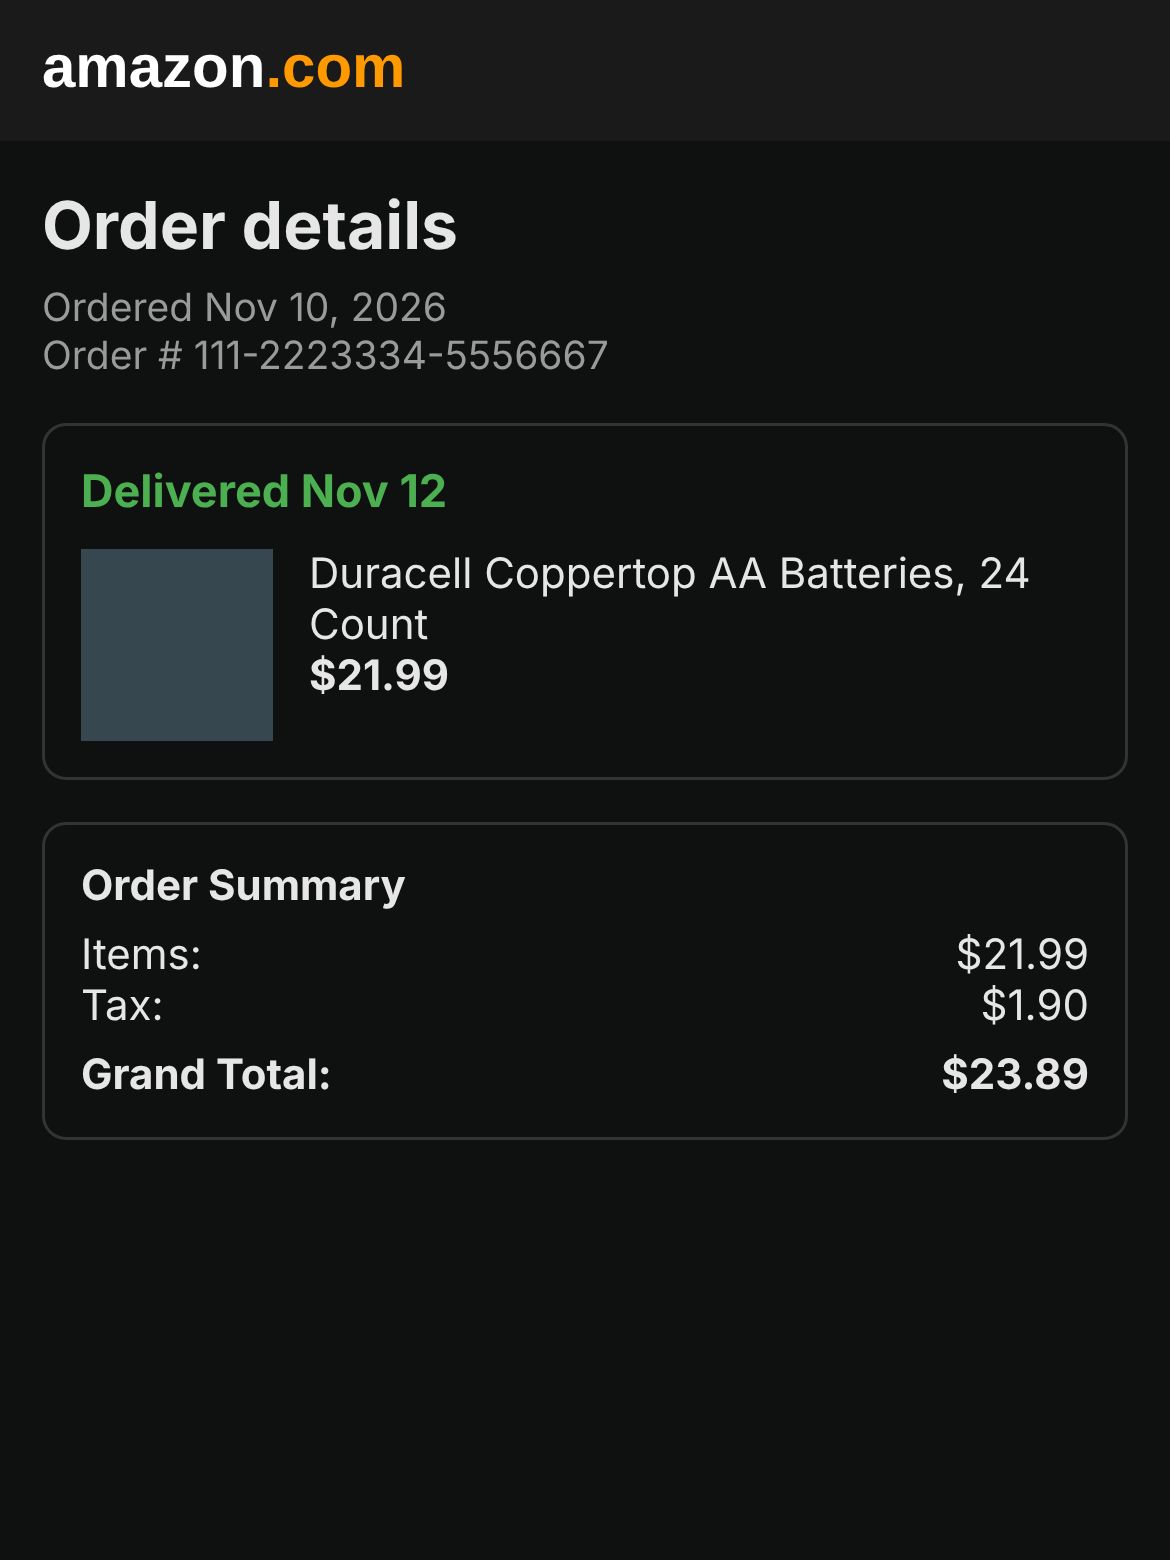 amazon.com
Order details
Ordered Nov 10, 2026
Order # 111-2223334-5556667
Delivered Nov 12
Duracell Coppertop AA Batteries, 24
Count
$21.99
Order Summary
Items: $21.99
Tax: $1.90
Grand Total: $23.89